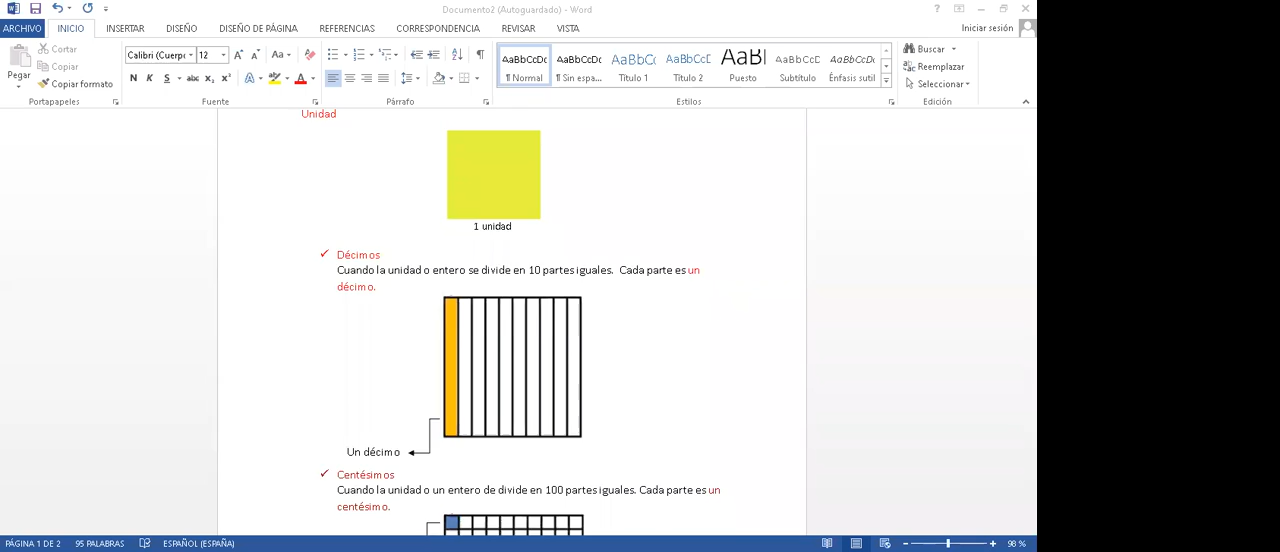 Documento2 (Autoguardado) - Word
ARCHIVO INICIO INSERTAR DISEÑO DISEÑO DE PÁGINA REFERENCIAS CORRESPONDENCIA REVISAR VISTA Iniciar sesión
Pegar
Cortar
Copiar
Copiar formato
Portapapeles
Calibri (Cuerpo 12
N K S abc x₂ x²
Fuente
Párrafo
AaBbCcDc AaBbCcDc AaBbC( AaBbCcC AaBl AaBbCcC AaBbCcDc
¶ Normal ¶ Sin espa... Título 1 Título 2 Puesto Subtítulo Énfasis sutil
Estilos
Buscar
Reemplazar
Seleccionar
Edición
Unidad
1 unidad
✓ Décimos
Cuando la unidad o entero se divide en 10 partes iguales. Cada parte es un
décimo.
Un décimo
✓ Centésimos
Cuando la unidad o un entero de divide en 100 partes iguales. Cada parte es un
centésimo.
PÁGINA 1 DE 2 95 PALABRAS ESPAÑOL (ESPAÑA) 98 %